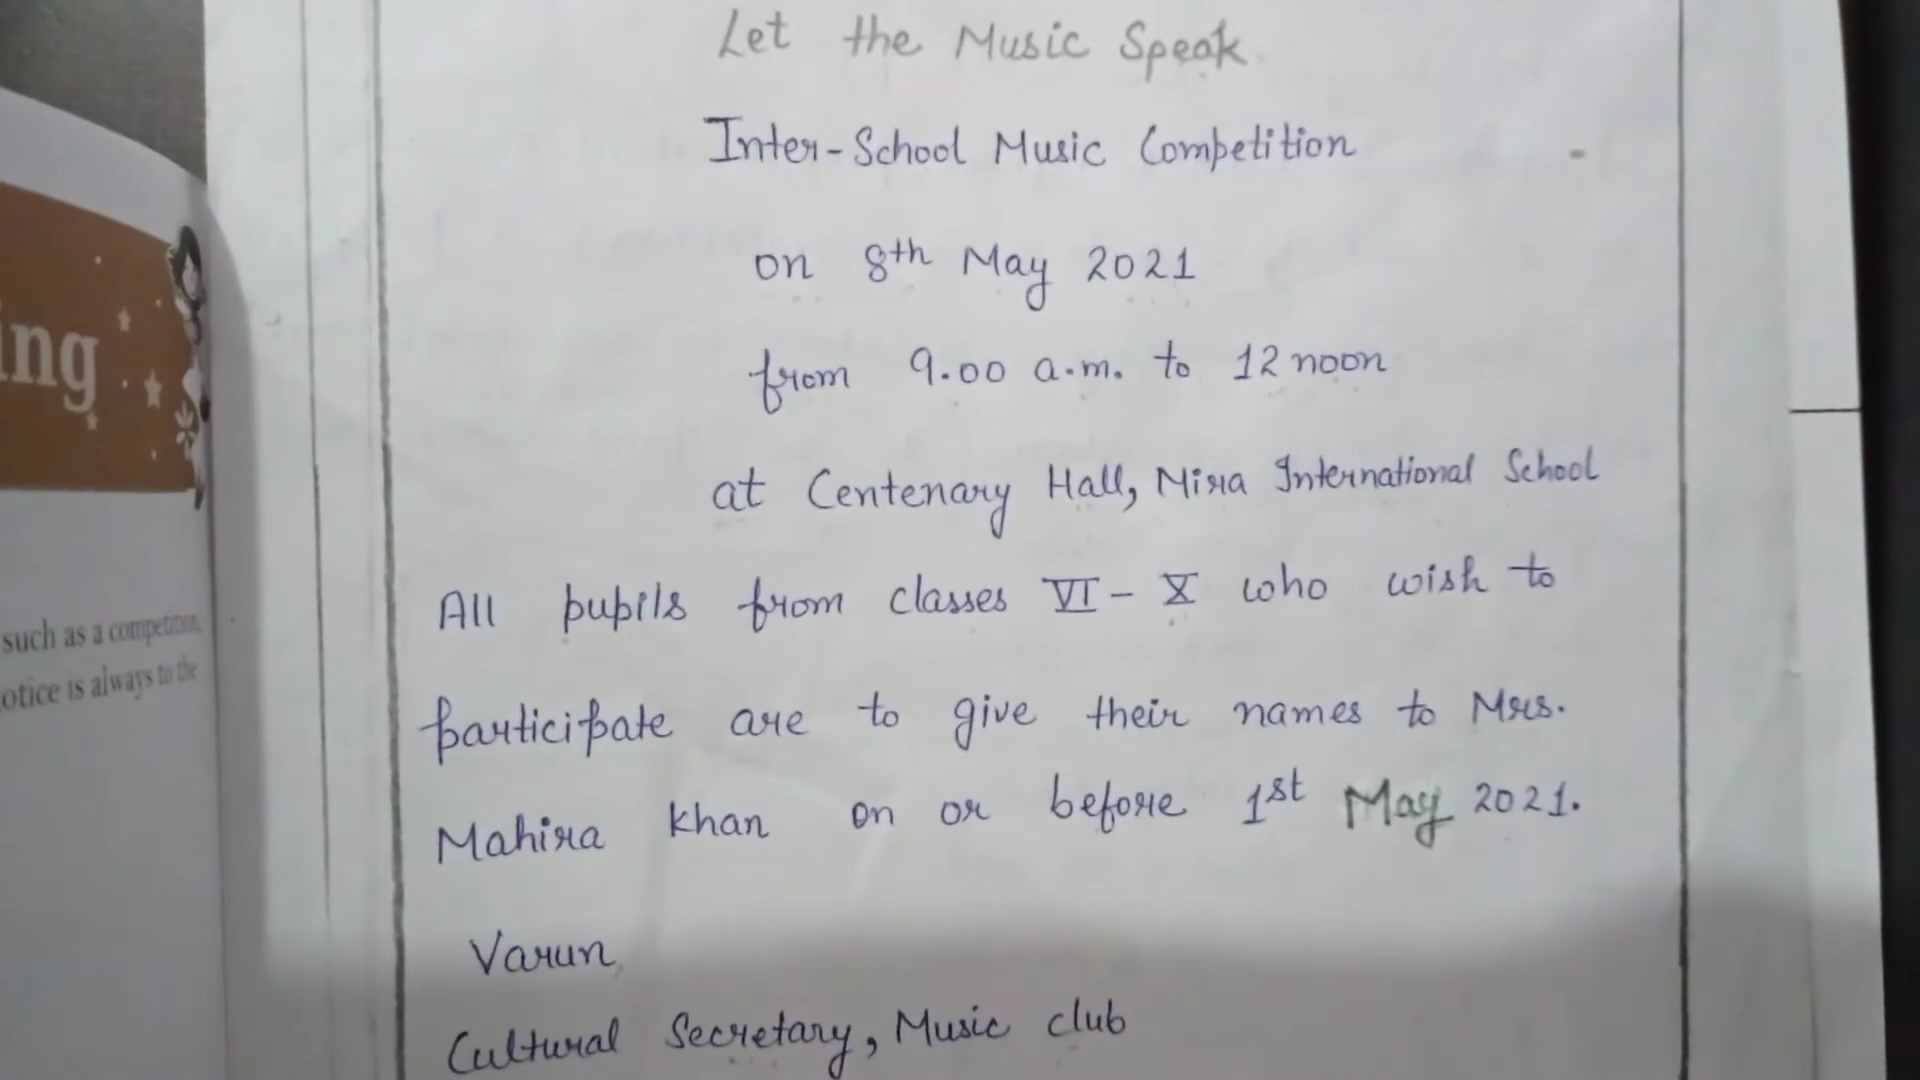 Let the Music Speak
Inter-School Music Competition
on 8th May 2021
from 9.00 a.m. to 12 noon
at Centenary Hall, Mira International School
All pupils from classes VI - X who wish to
participate are to give their names to Mrs.
Mahira khan on or before 1st May 2021.
Varun
Cultural Secretary, Music club
ing
such as a competition,
otice is always to the